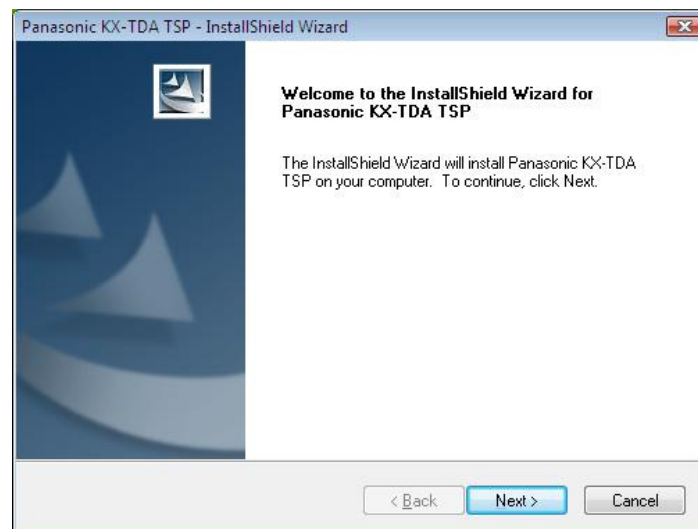 Panasonic KX-TDA TSP - InstallShield Wizard
Welcome to the InstallShield Wizard for
Panasonic KX-TDA TSP
The InstallShield Wizard will install Panasonic KX-TDA
TSP on your computer. To continue, click Next.
< Back
Next >
Cancel